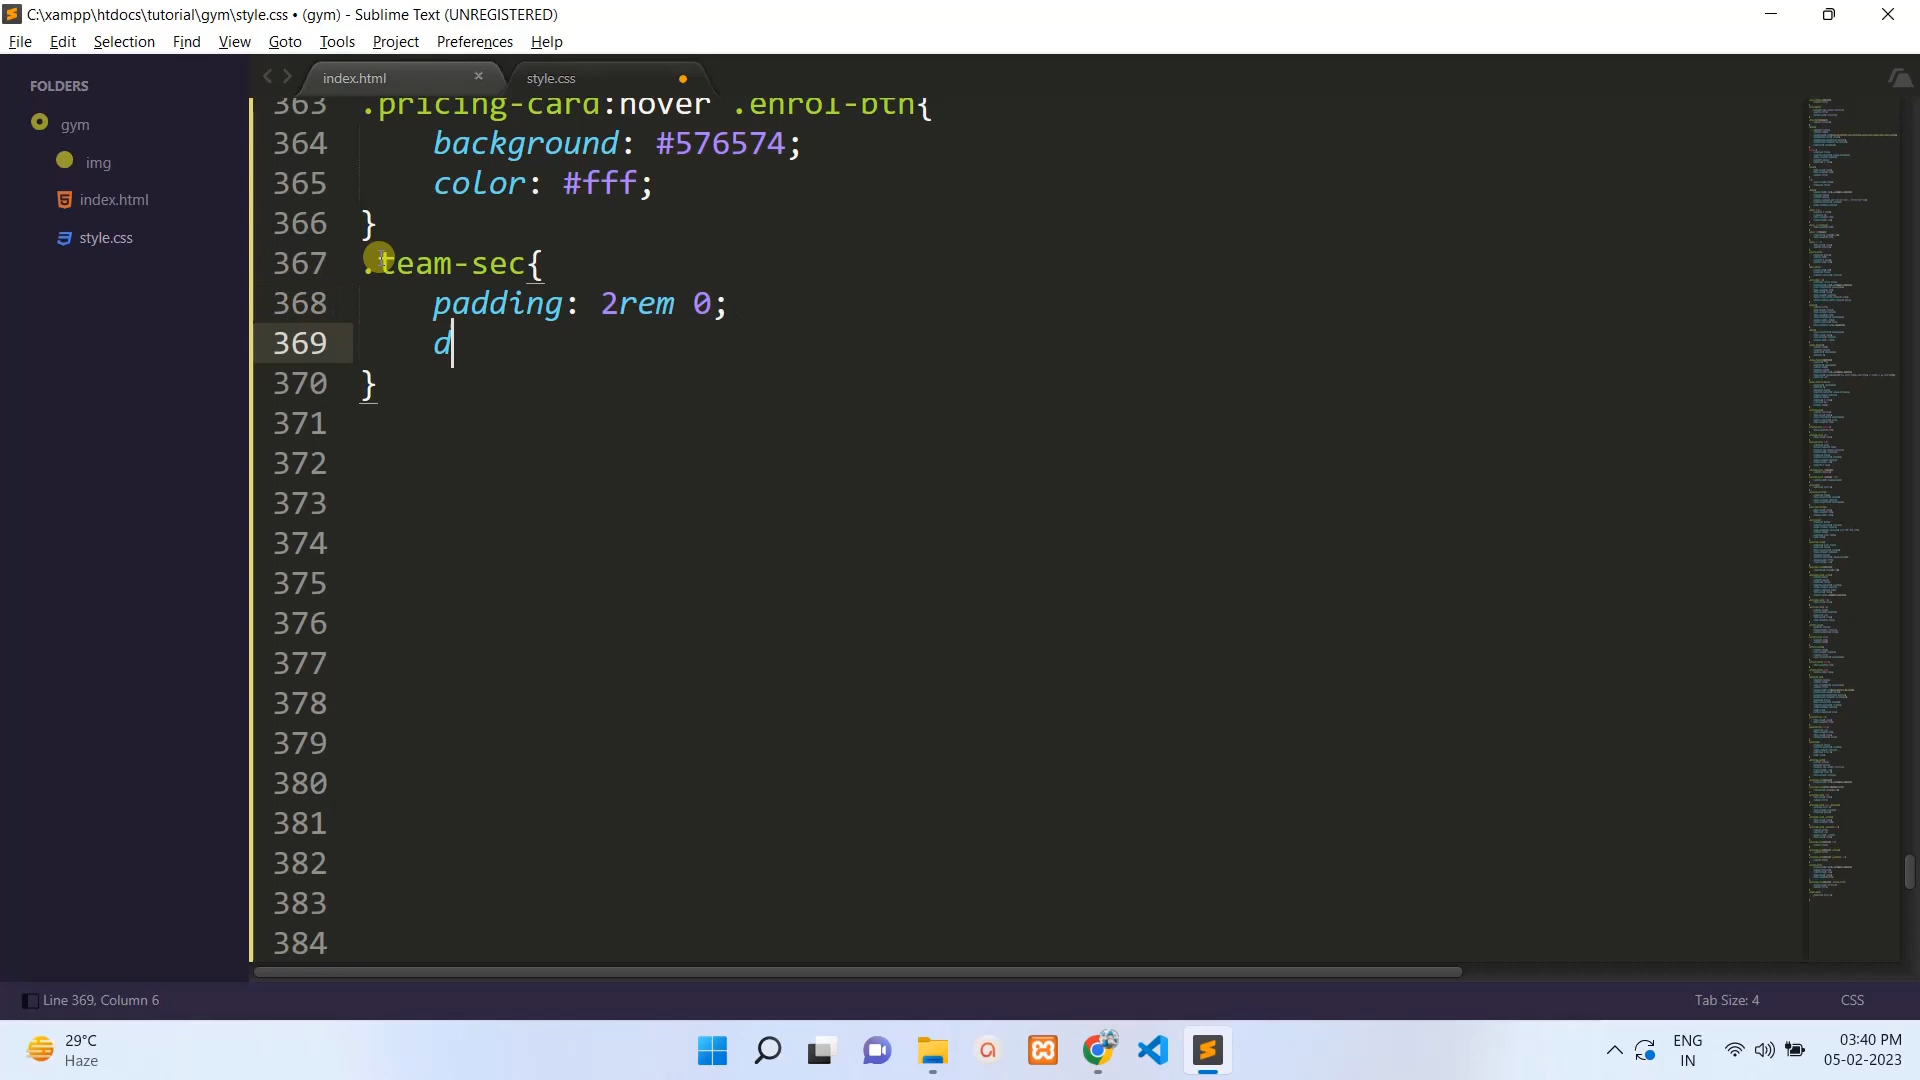 C:\xampp\htdocs\tutorial\gym\style.css • (gym) - Sublime Text (UNREGISTERED)
File Edit Selection Find View Goto Tools Project Preferences Help
FOLDERS
gym
img
index.html
style.css
index.html ×
style.css
363 .pricing-card:hover .enrol-btn{
364 background: #576574;
365 color: #fff;
366 }
367 .team-sec{
368 padding: 2rem 0;
369 d
370 }
371
372
373
374
375
376
377
378
379
380
381
382
383
384
Line 369, Column 6
Tab Size: 4
CSS
29°C
Haze
ENG
IN
03:40 PM
05-02-2023